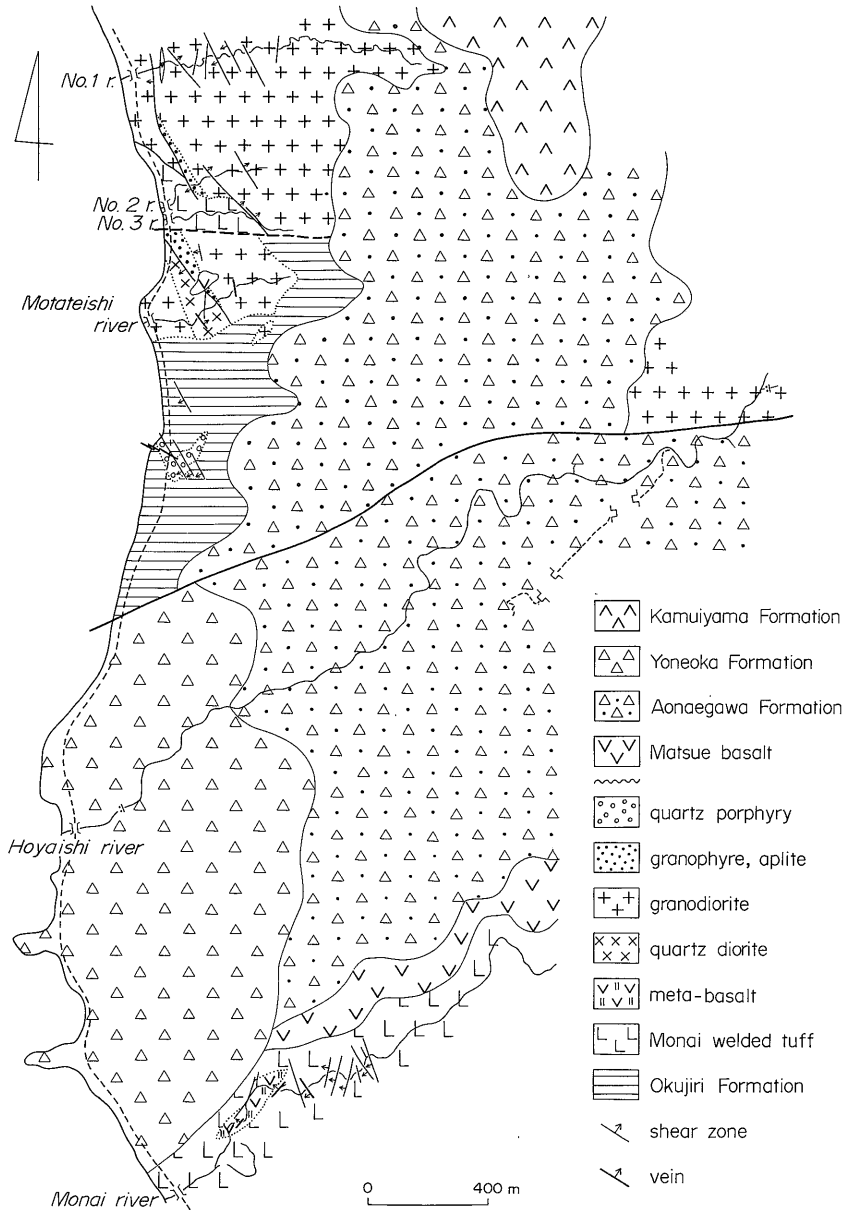 No.1 r.
No. 2 r.
No. 3 r.
Motateishi
river
Hoyaishi river
Monai river
Kamuiyama Formation
Yoneoka Formation
Aonaegawa Formation
Matsue basalt
quartz porphyry
granophyre, aplite
granodiorite
quartz diorite
meta-basalt
Monai welded tuff
Okujiri Formation
shear zone
vein
0 400 m